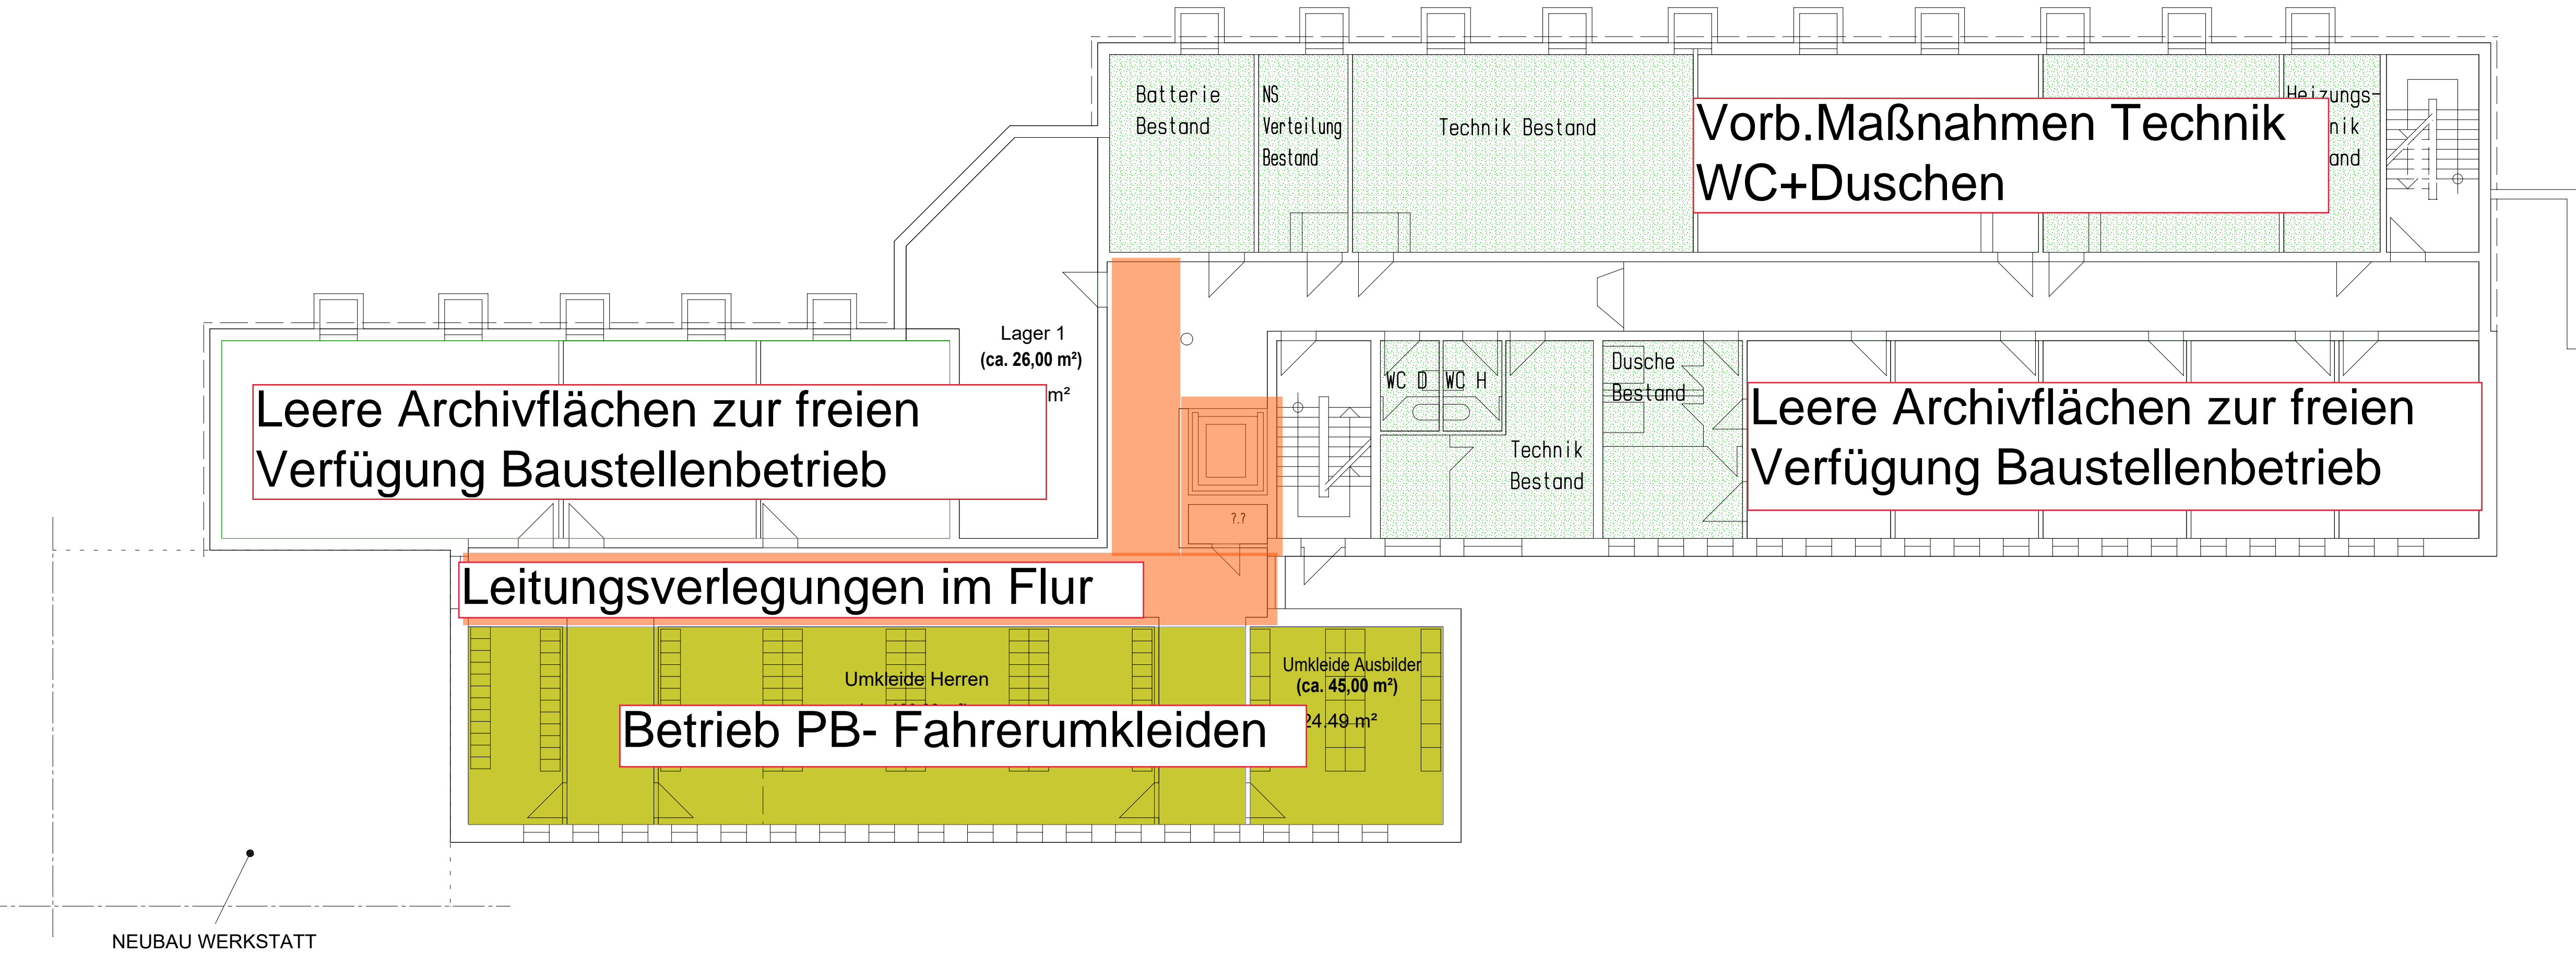 Batterie
Bestand
NS
Verteilung
Bestand
Technik Bestand
Heizungs-
nik
and
Vorb.Maßnahmen Technik
WC+Duschen
Lager 1
(ca. 26,00 m²)
m²
Leere Archivflächen zur freien
Verfügung Baustellenbetrieb
WC D
WC H
Dusche
Bestand
Technik
Bestand
?.?
Leere Archivflächen zur freien
Verfügung Baustellenbetrieb
Leitungsverlegungen im Flur
Umkleide Herren
Umkleide Ausbilder
(ca. 45,00 m²)
24.49 m²
Betrieb PB- Fahrerumkleiden
NEUBAU WERKSTATT